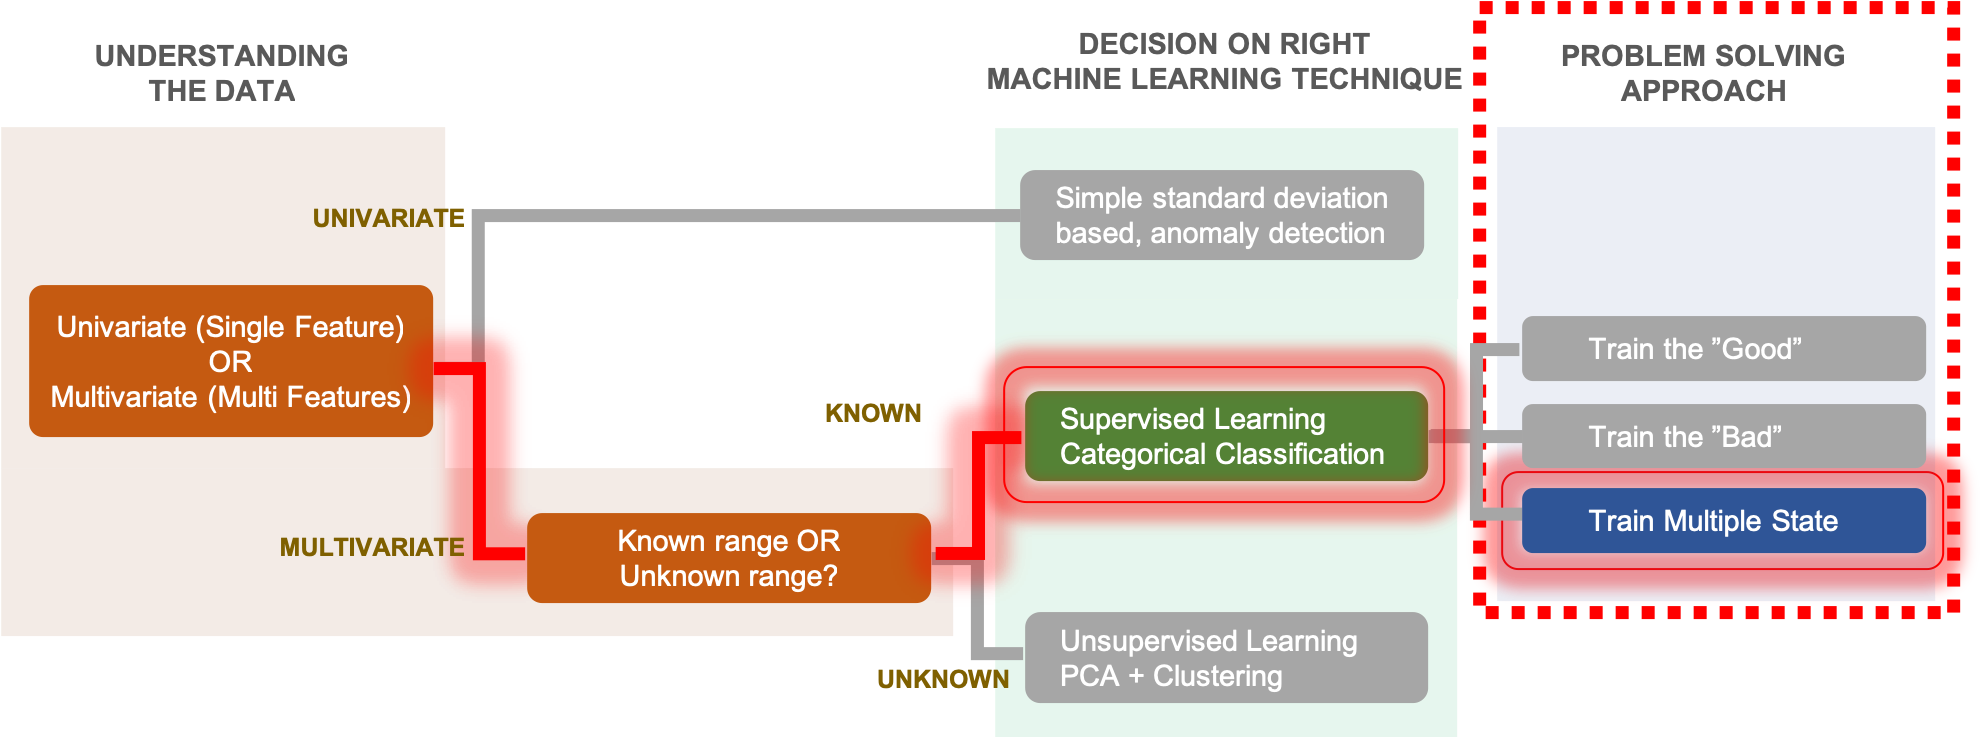 UNDERSTANDING
THE DATA
DECISION ON RIGHT
MACHINE LEARNING TECHNIQUE
PROBLEM SOLVING
APPROACH
UNIVARIATE
Simple standard deviation
based, anomaly detection
Univariate (Single Feature)
OR
Multivariate (Multi Features)
KNOWN
Supervised Learning
Categorical Classification
Train the ”Good”
Train the ”Bad”
Train Multiple State
MULTIVARIATE
Known range OR
Unknown range?
UNKNOWN
Unsupervised Learning
PCA + Clustering